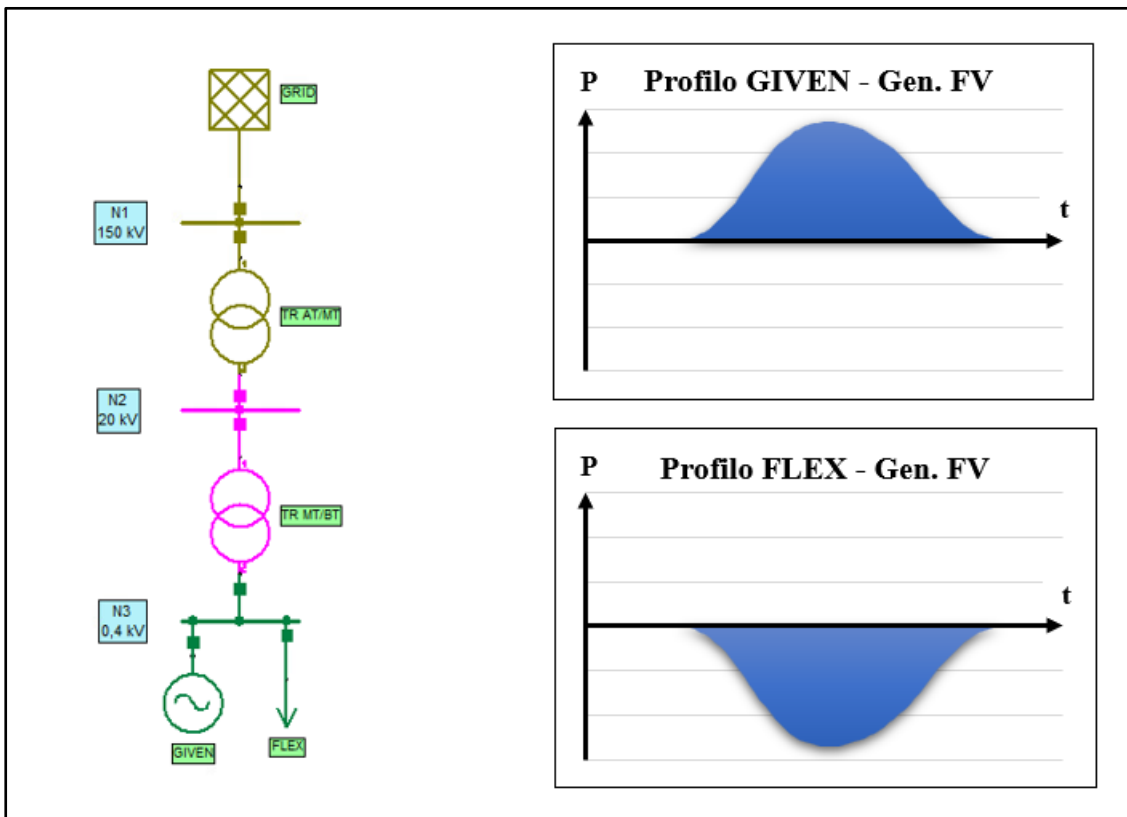 GRID
N1
150 kV
TR AT/MT
N2
20 kV
TR MT/BT
N3
0,4 kV
GIVEN
FLEX
P
Profilo GIVEN - Gen. FV
t
P
Profilo FLEX - Gen. FV
t